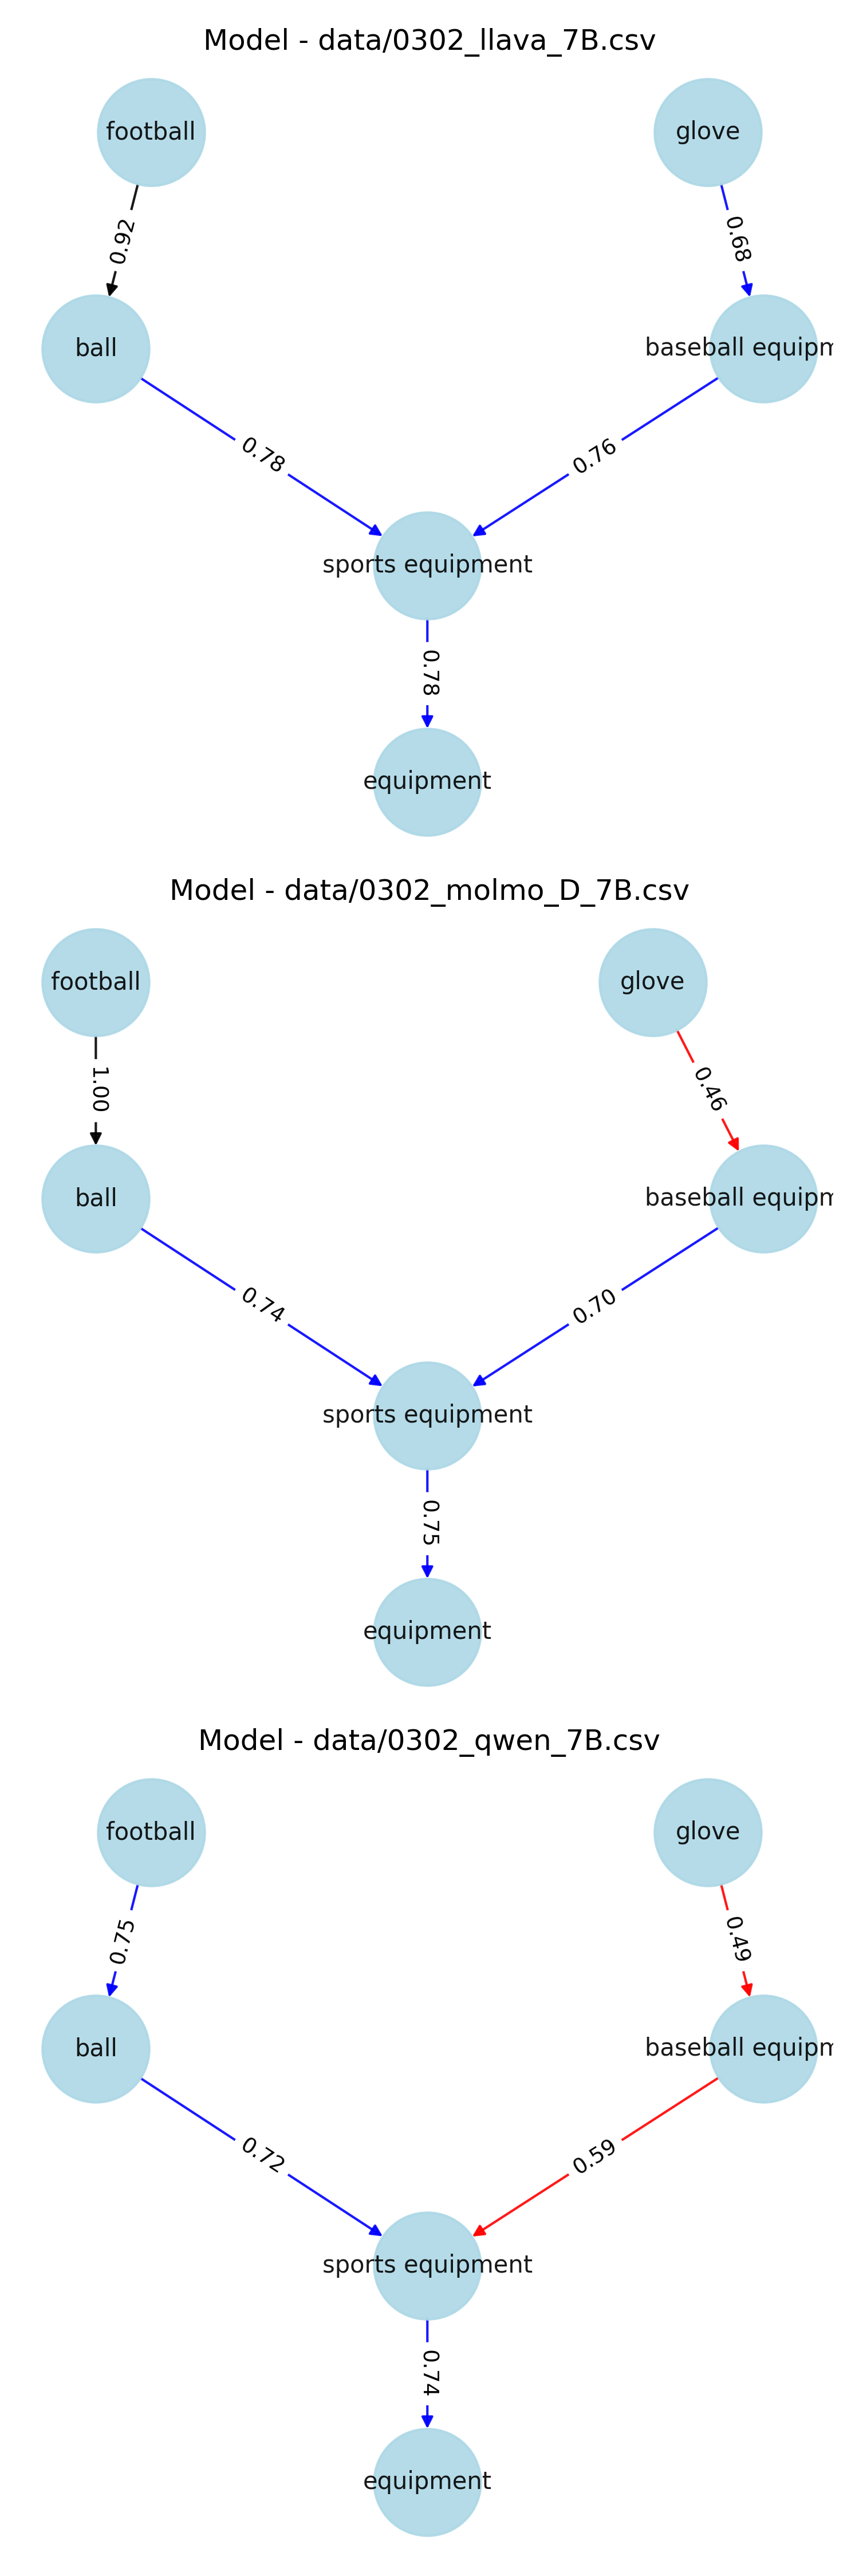 Model - data/0302_llava_7B.csv
football
glove
0.92
0.68
ball
baseball equipm
0.78
0.76
sports equipment
0.78
equipment
Model - data/0302_molmo_D_7B.csv
football
glove
1.00
0.46
ball
baseball equipm
0.74
0.70
sports equipment
0.75
equipment
Model - data/0302_qwen_7B.csv
football
glove
0.75
0.49
ball
baseball equipm
0.72
0.59
sports equipment
0.74
equipment